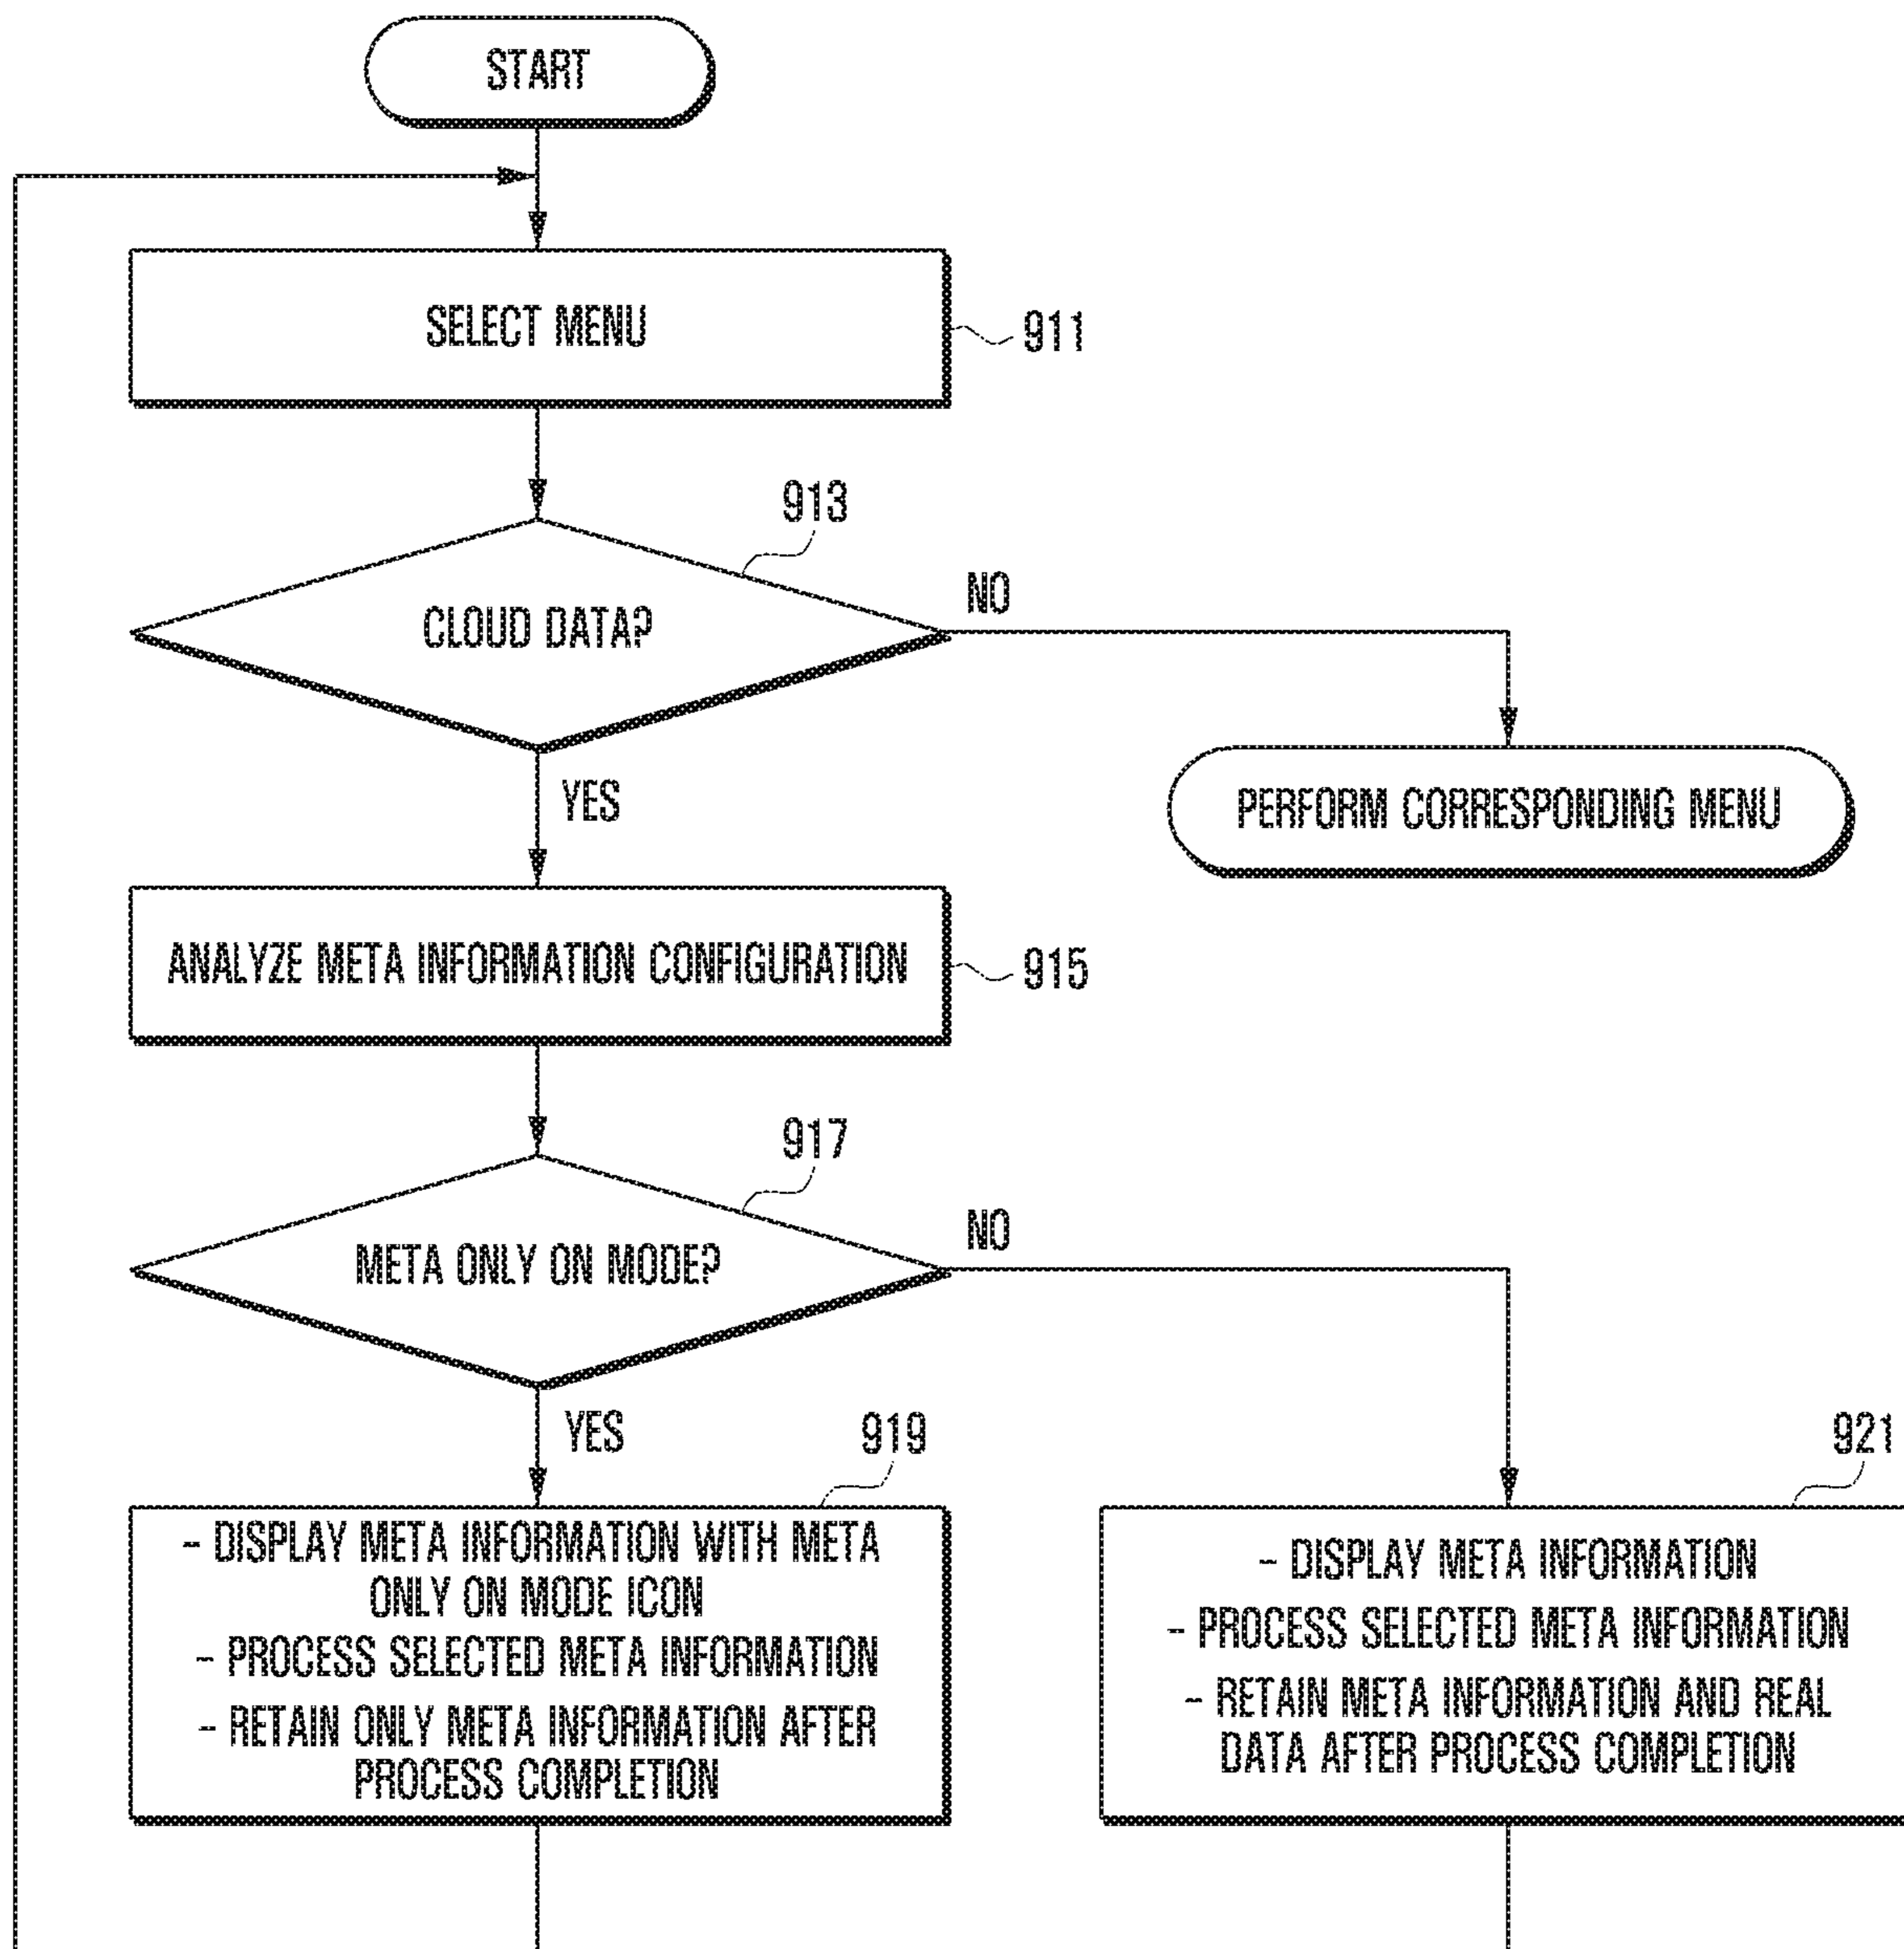 START
SELECT MENU
911
913
CLOUD DATA?
NO
YES
PERFORM CORRESPONDING MENU
ANALYZE META INFORMATION CONFIGURATION
915
917
META ONLY ON MODE?
NO
YES
919
921
- DISPLAY META INFORMATION WITH META
ONLY ON MODE ICON
- PROCESS SELECTED META INFORMATION
- RETAIN ONLY META INFORMATION AFTER
PROCESS COMPLETION
- DISPLAY META INFORMATION
- PROCESS SELECTED META INFORMATION
- RETAIN META INFORMATION AND REAL
DATA AFTER PROCESS COMPLETION